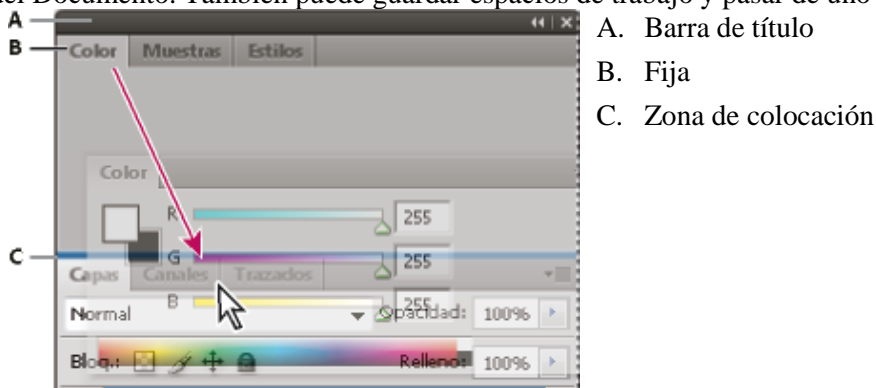 del Documento. También puede guardar espacios de trabajo y pasar de uno
A
B
C
Color Muestras Estilos
Color
R 255
G 255
B 255
Capas Canales Trazados
Normal Opacidad: 100%
Bloq.: Relleno: 100%
A. Barra de título
B. Fija
C. Zona de colocación